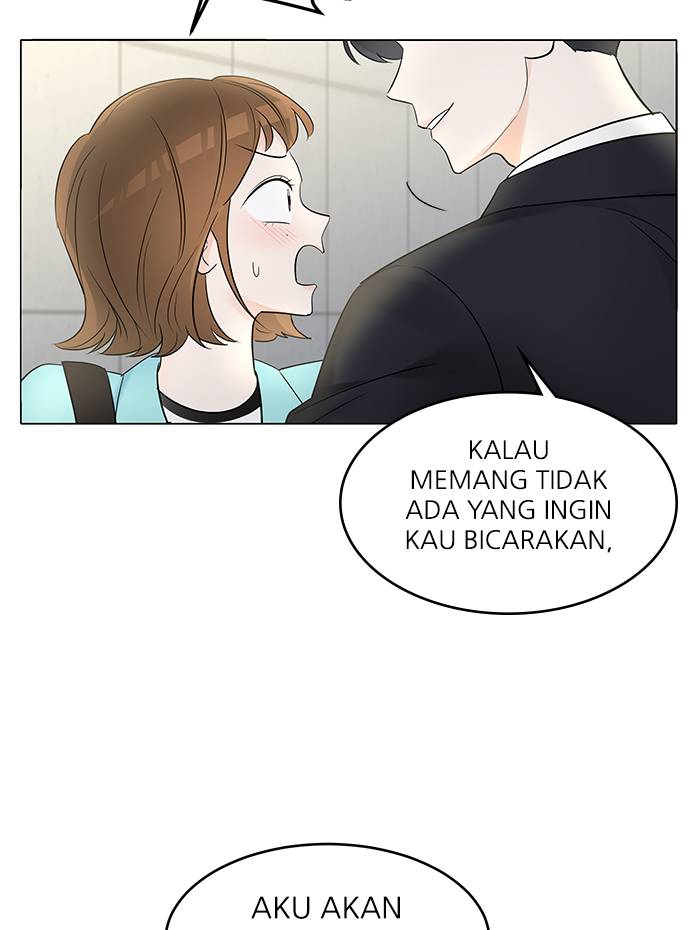 KALAU
MEMANG TIDAK
ADA YANG INGIN
KAU BICARAKAN,
AKU AKAN